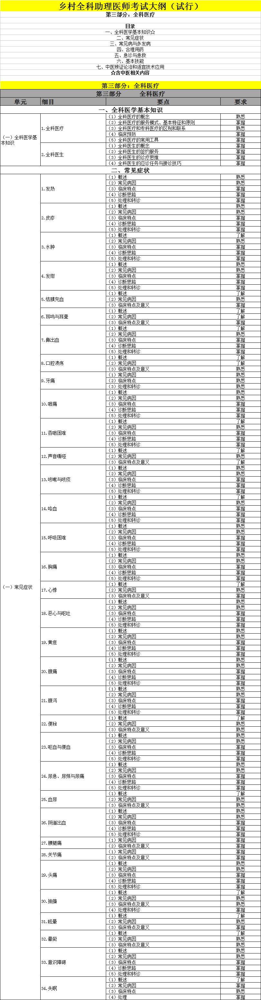 乡村全科助理医师考试大纲（试行）
第三部分：全科医疗
目录
一、全科医学基本知识☆
二、常见症状
三、常见病与多发病
四、合理用药
五、急诊与急救
六、基本技能
七、中医辨证论治和适宜技术应用
☆含中医相关内容
第三部分：全科医疗
第三部分 全科医疗
单元 细目 要点 要求
一、全科医学基本知识
（一）全科医学基本知识
1.全科医疗
（1）全科医疗的概念 熟悉
（2）全科医疗的服务模式、基本特征和原则 掌握
（3）全科医疗和专科医疗的区别和联系 熟悉
（4）临床预防 掌握
（5）全科医疗的常用工具 掌握
2.全科医生
（1）全科医生的概念 掌握
（2）全科医生的签约服务 掌握
（3）全科医生的诊疗思维 掌握
（4）全科医生的应诊任务与接诊技巧 掌握
二、常见症状
（一）常见症状
1.发热
（1）概述 熟悉
（2）常见病因 熟悉
（3）临床特点 掌握
（4）诊断思路 掌握
（5）处理和转诊 掌握
2.皮疹
（1）概述 熟悉
（2）常见病因 熟悉
（3）临床特点 掌握
（4）诊断思路 掌握
（5）处理和转诊 掌握
3.水肿
（1）概述 了解
（2）常见病因 熟悉
（3）临床特点 掌握
（4）诊断思路 掌握
（5）处理和转诊 掌握
4.发绀
（1）概述 熟悉
（2）常见病因 熟悉
（3）临床特点 掌握
（4）诊断思路 掌握
（5）处理和转诊 掌握
5.结膜充血
（1）概述 了解
（2）常见病因 熟悉
（3）临床特点及意义 掌握
6.耳鸣与耳聋
（1）概述 了解
（2）常见病因 了解
（3）临床特点及意义 掌握
7.鼻出血
（1）概述 了解
（2）常见病因 熟悉
（3）临床特点 掌握
（4）诊断思路 掌握
（5）处理和转诊 掌握
8.口腔溃疡
（1）概述 了解
（2）常见病因 了解
（3）临床特点及意义 熟悉
9.牙痛
（1）常见病因 熟悉
（2）临床特点 熟悉
（3）处理和转诊 熟悉
10.咽痛
（1）概述 熟悉
（2）常见病因 熟悉
（3）临床特点 掌握
（4）诊断思路 掌握
（5）处理和转诊 掌握
11.吞咽困难
（1）概述 了解
（2）常见病因 熟悉
（3）临床特点 掌握
（4）诊断思路 掌握
（5）处理和转诊 掌握
12.声音嘶哑
（1）概述 了解
（2）常见病因 熟悉
（3）临床特点及意义 了解
13.咳嗽与咳痰
（1）概述 熟悉
（2）常见病因 熟悉
（3）临床特点 掌握
（4）诊断思路 掌握
（5）处理和转诊 掌握
14.咯血
（1）概述 了解
（2）常见病因 熟悉
（3）临床特点 掌握
（4）诊断思路 掌握
（5）处理和转诊 掌握
15.呼吸困难
（1）概述 熟悉
（2）常见病因 熟悉
（3）临床特点 掌握
（4）诊断思路 掌握
（5）处理和转诊 掌握
16.胸痛
（1）概述 熟悉
（2）常见病因 熟悉
（3）临床特点 掌握
（4）诊断思路 掌握
（5）处理和转诊 掌握
17.心悸
（1）概述 了解
（2）常见病因 熟悉
（3）临床特点及意义 掌握
18.恶心与呕吐
（1）概述 熟悉
（2）常见病因 熟悉
（3）临床特点 掌握
（4）诊断思路 掌握
（5）处理和转诊 掌握
19.黄疸
（1）概述 熟悉
（2）常见病因 熟悉
（3）临床特点 掌握
（4）诊断思路 掌握
（5）处理和转诊 掌握
20.腹痛
（1）概述 熟悉
（2）常见病因 熟悉
（3）临床特点 掌握
（4）诊断思路 掌握
（5）处理和转诊 掌握
21.腹泻
（1）概述 熟悉
（2）常见病因 熟悉
（3）临床特点 掌握
（4）诊断思路 掌握
（5）处理和转诊 掌握
22.便秘
（1）概述 了解
（2）常见病因 熟悉
（3）临床特点及意义 熟悉
23.呕血与便血
（1）概述 熟悉
（2）常见病因 熟悉
（3）临床特点 掌握
（4）诊断思路 掌握
（5）处理和转诊 掌握
24.尿急、尿频与尿痛
（1）概述 熟悉
（2）常见病因 熟悉
（3）临床特点 掌握
（4）诊断思路 掌握
（5）处理和转诊 掌握
25.血尿
（1）概述 了解
（2）常见病因 熟悉
（3）临床特点及意义 熟悉
26.阴道出血
（1）概述 熟悉
（2）常见病因 熟悉
（3）临床特点 掌握
（4）诊断思路 掌握
（5）处理和转诊 掌握
27.腰腿痛
（1）常见病因 掌握
（2）临床特点及意义 掌握
28.关节痛
（1）常见病因 掌握
（2）临床特点及意义 掌握
29.头痛
（1）概述 熟悉
（2）常见病因 熟悉
（3）临床特点 掌握
（4）诊断思路 掌握
（5）处理和转诊 掌握
30.抽搐
（1）概述 了解
（2）常见病因 熟悉
（3）临床特点及意义 熟悉
（4）处理和转诊 掌握
31.眩晕
（1）概述 了解
（2）常见病因 熟悉
（3）临床特点及意义 掌握
32.晕厥
（1）概述 了解
（2）常见病因 熟悉
（3）临床特点及意义 熟悉
33.意识障碍
（1）概述 熟悉
（2）常见病因 熟悉
（3）临床特点 掌握
（4）诊断思路 掌握
（5）处理和转诊 掌握
34.失眠
（1）概述 了解
（2）常见病因 掌握
（3）临床特点 熟悉
（4）处理 掌握